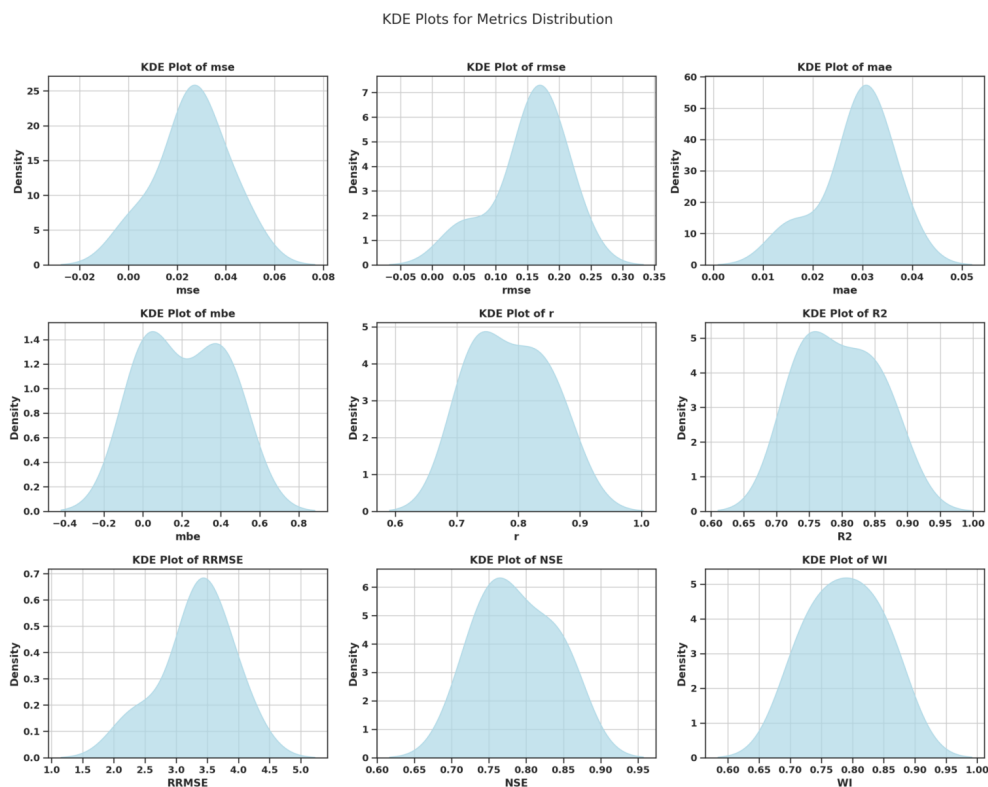 KDE Plots for Metrics Distribution
KDE Plot of mse
25
20
15
10
5
0
Density
−0.02 0.00 0.02 0.04 0.06 0.08
mse
KDE Plot of rmse
7
6
5
4
3
2
1
0
Density
−0.05 0.00 0.05 0.10 0.15 0.20 0.25 0.30 0.35
rmse
KDE Plot of mae
60
50
40
30
20
10
0
Density
0.00 0.01 0.02 0.03 0.04 0.05
mae
KDE Plot of mbe
1.4
1.2
1.0
0.8
0.6
0.4
0.2
0.0
Density
−0.4 −0.2 0.0 0.2 0.4 0.6 0.8
mbe
KDE Plot of r
5
4
3
2
1
0
Density
0.6 0.7 0.8 0.9 1.0
r
KDE Plot of R2
5
4
3
2
1
0
Density
0.60 0.65 0.70 0.75 0.80 0.85 0.90 0.95 1.00
R2
KDE Plot of RRMSE
0.7
0.6
0.5
0.4
0.3
0.2
0.1
0.0
Density
1.0 1.5 2.0 2.5 3.0 3.5 4.0 4.5 5.0
RRMSE
KDE Plot of NSE
6
5
4
3
2
1
0
Density
0.60 0.65 0.70 0.75 0.80 0.85 0.90 0.95
NSE
KDE Plot of WI
5
4
3
2
1
0
Density
0.60 0.65 0.70 0.75 0.80 0.85 0.90 0.95 1.00
WI